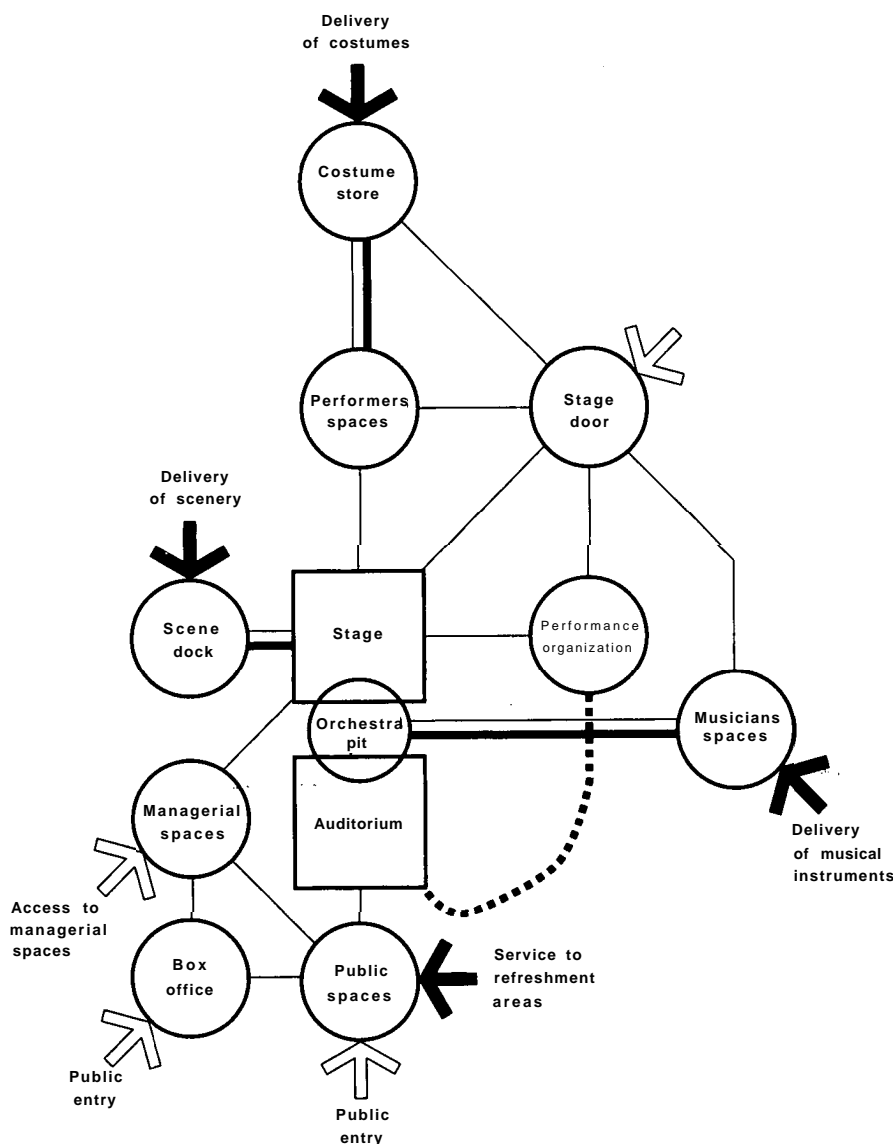 Delivery
of costumes
Costume
store
Performers
spaces
Stage
door
Delivery
of scenery
Scene
dock
Stage
Performance
organization
Orchestra
pit
Musicians
spaces
Managerial
spaces
Auditorium
Delivery
of musical
instruments
Access to
managerial
spaces
Box
office
Public
spaces
Service to
refreshment
areas
Public
entry
Public
entry